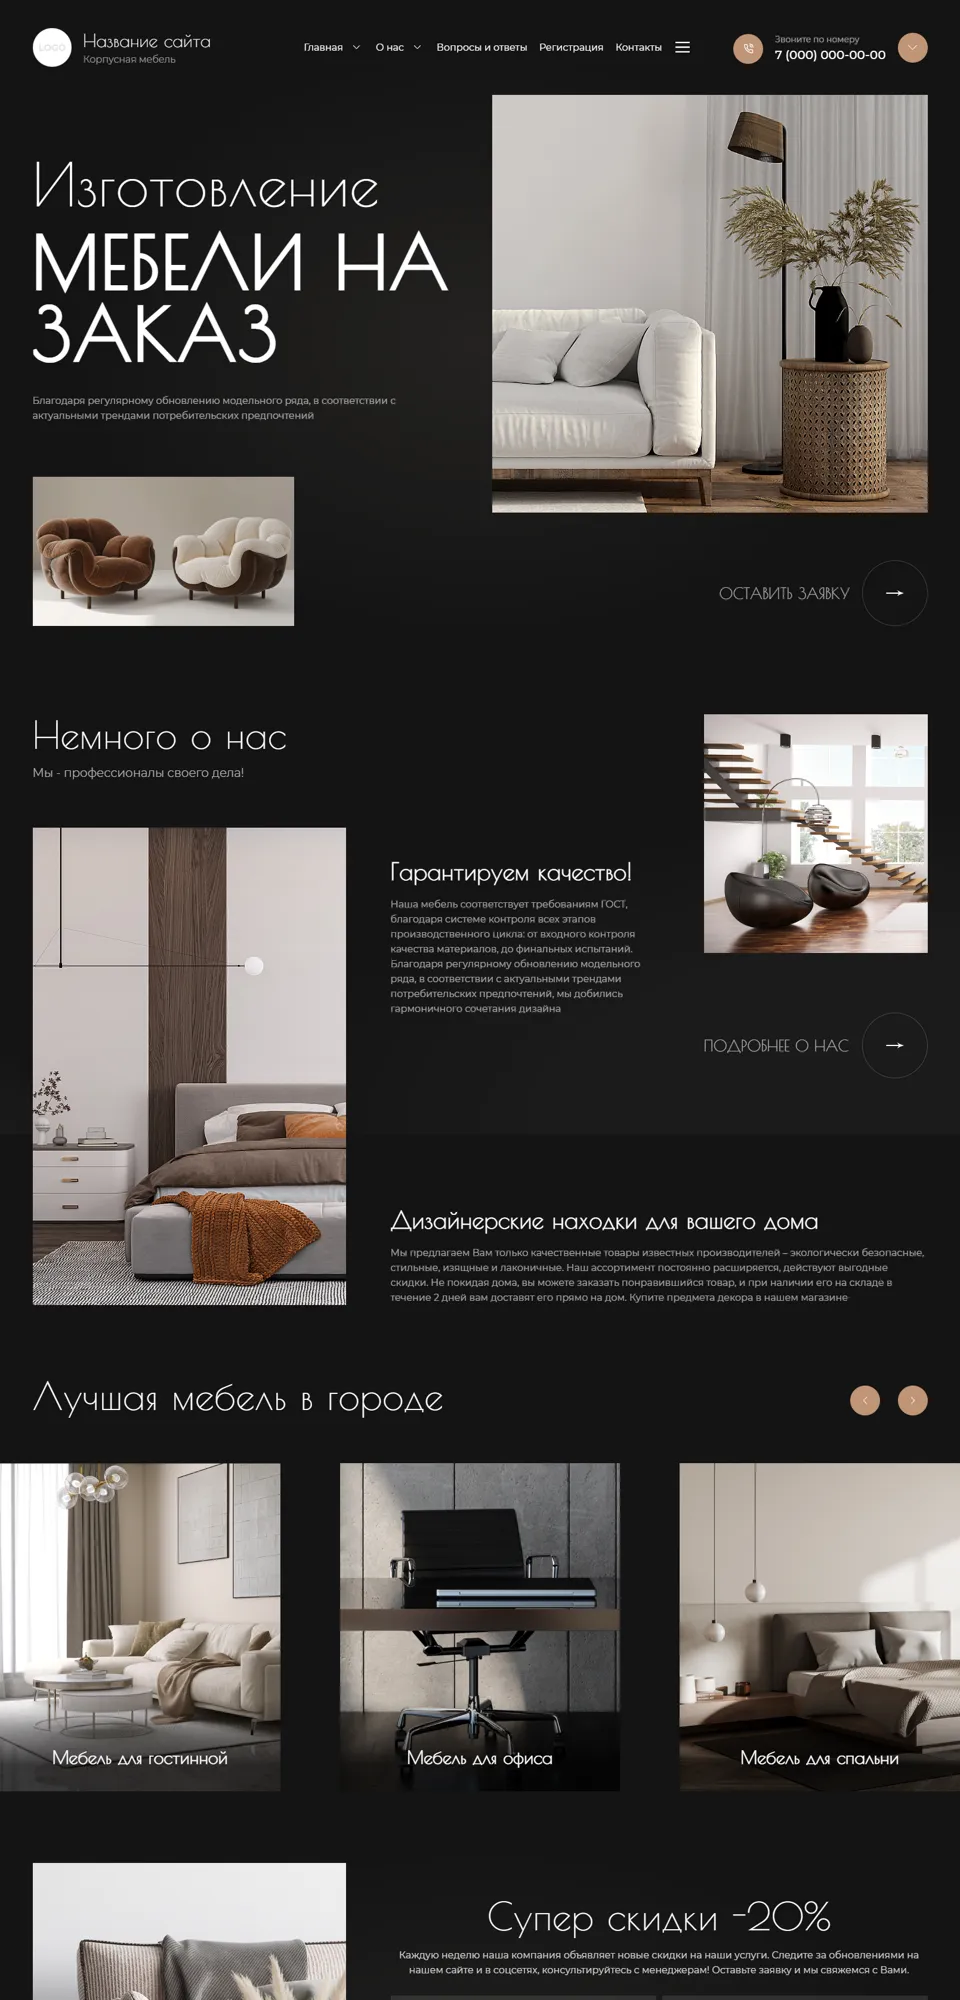 LOGO
Название сайта
Корпусная мебель
Главная
О нас
Вопросы и ответы
Регистрация
Контакты
Звоните по номеру
7 (000) 000-00-00
Изготовление
МЕБЕЛИ НА
ЗАКАЗ
Благодаря регулярному обновлению модельного ряда, в соответствии с
актуальными трендами потребительских предпочтений
ОСТАВИТЬ ЗАЯВКУ
Немного о нас
Мы - профессионалы своего дела!
Гарантируем качество!
Наша мебель соответствует требованиям ГОСТ,
благодаря системе контроля всех этапов
производственного цикла: от входного контроля
качества материалов, до финальных испытаний.
Благодаря регулярному обновлению модельного
ряда, в соответствии с актуальными трендами
потребительских предпочтений, мы добились
гармоничного сочетания дизайна
ПОДРОБНЕЕ О НАС
Дизайнерские находки для вашего дома
Мы предлагаем Вам только качественные товары известных производителей – экологически безопасные,
стильные, изящные и лаконичные. Наш ассортимент постоянно расширяется, действуют выгодные
скидки. Не покидая дома, вы можете заказать понравившийся товар, и при наличии его на складе в
течение 2 дней вам доставят его прямо на дом. Купите предмета декора в нашем магазине
Лучшая мебель в городе
Мебель для гостинной
Мебель для офиса
Мебель для спальни
Супер скидки -20%
Каждую неделю наша компания объявляет новые скидки на наши услуги. Следите за обновлениями на
нашем сайте и в соцсетях, консультируйтесь с менеджерам! Оставьте заявку и мы свяжемся с Вами.